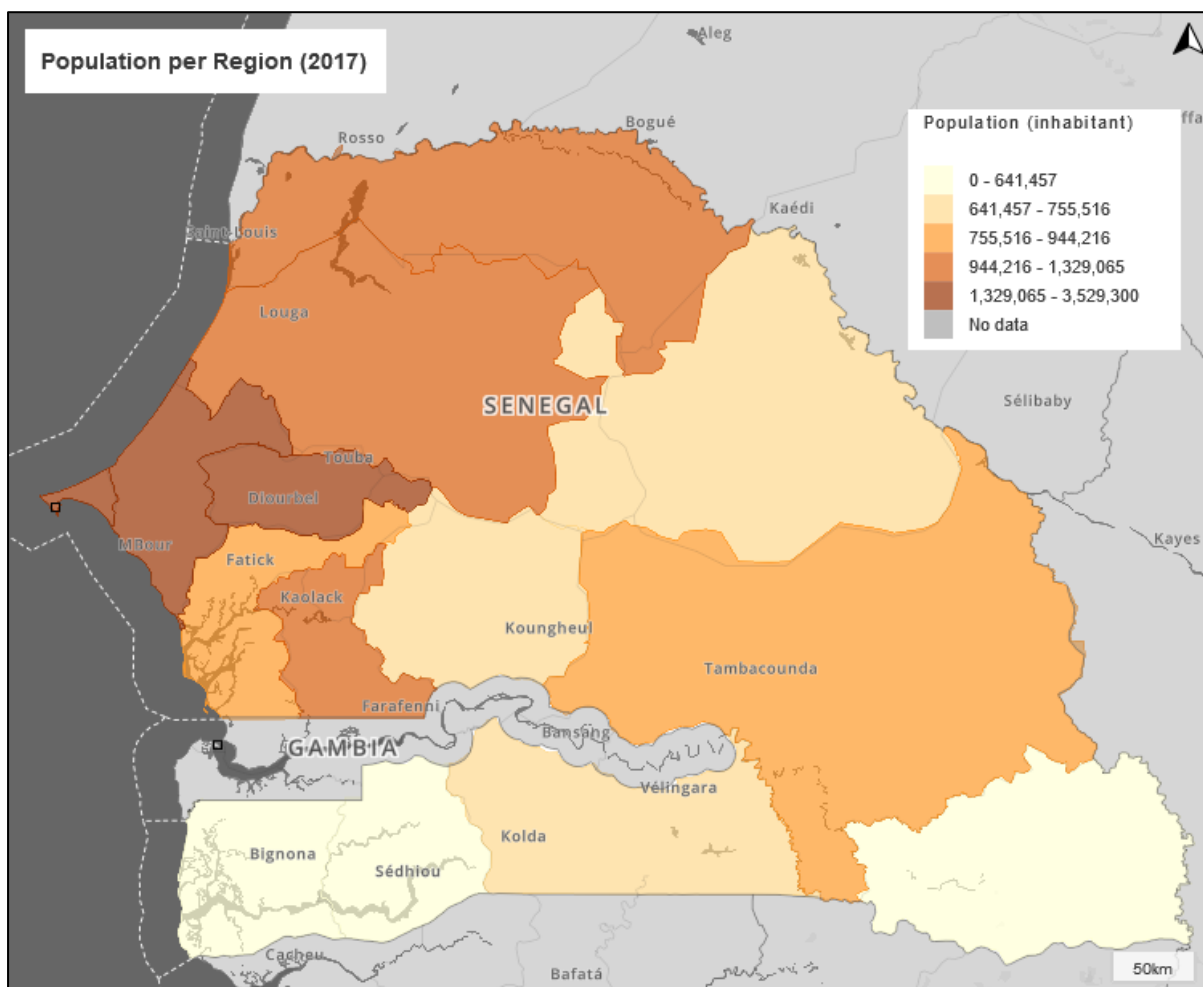 Population per Region (2017)
Aleg
Bogué
Rosso
Population (inhabitant)
0 - 641,457
641,457 - 755,516
755,516 - 944,216
944,216 - 1,329,065
1,329,065 - 3,529,300
No data
ffa
Kaédi
Saint-Louis
Louga
SENEGAL
Sélibaby
Touba
Diourbel
MBour
Kayes
Fatick
Kaolack
Koungheul
Tambacounda
Farafenni
Bansang
GAMBIA
Vélingara
Kolda
Bignona
Sédhiou
Cacheu
Bafatá
50km